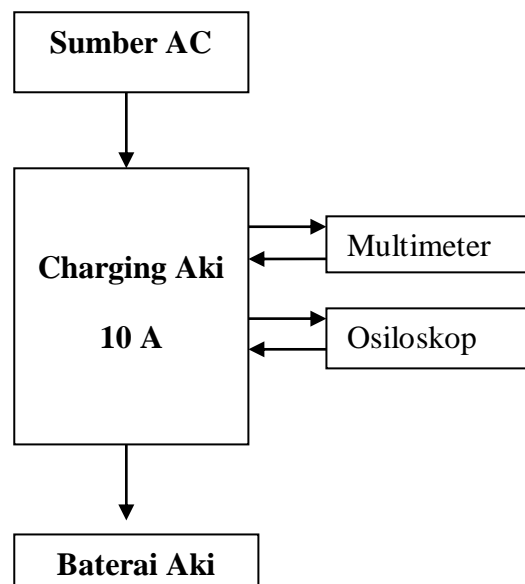 Sumber AC
Charging Aki
10 A
Multimeter
Osiloskop
Baterai Aki